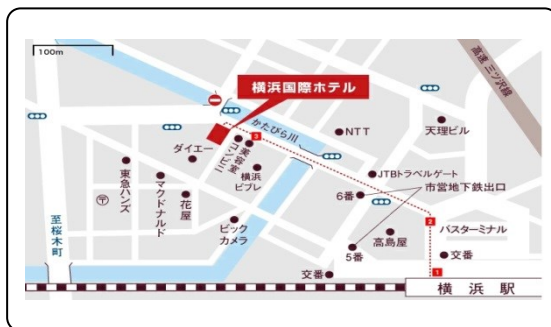 100m
高速 三ツ沢線
横浜国際ホテル
かたびら川
NTT
天理ビル
ダイエー
コンビニ
美容室
3
横浜
ビブレ
JTBトラベルゲート
市営地下鉄出口
6番
東急ハンズ
マクドナルド
花屋
〒
ビック
カメラ
2
バスターミナル
高島屋
5番
交番
交番
至桜木町
1
横浜駅